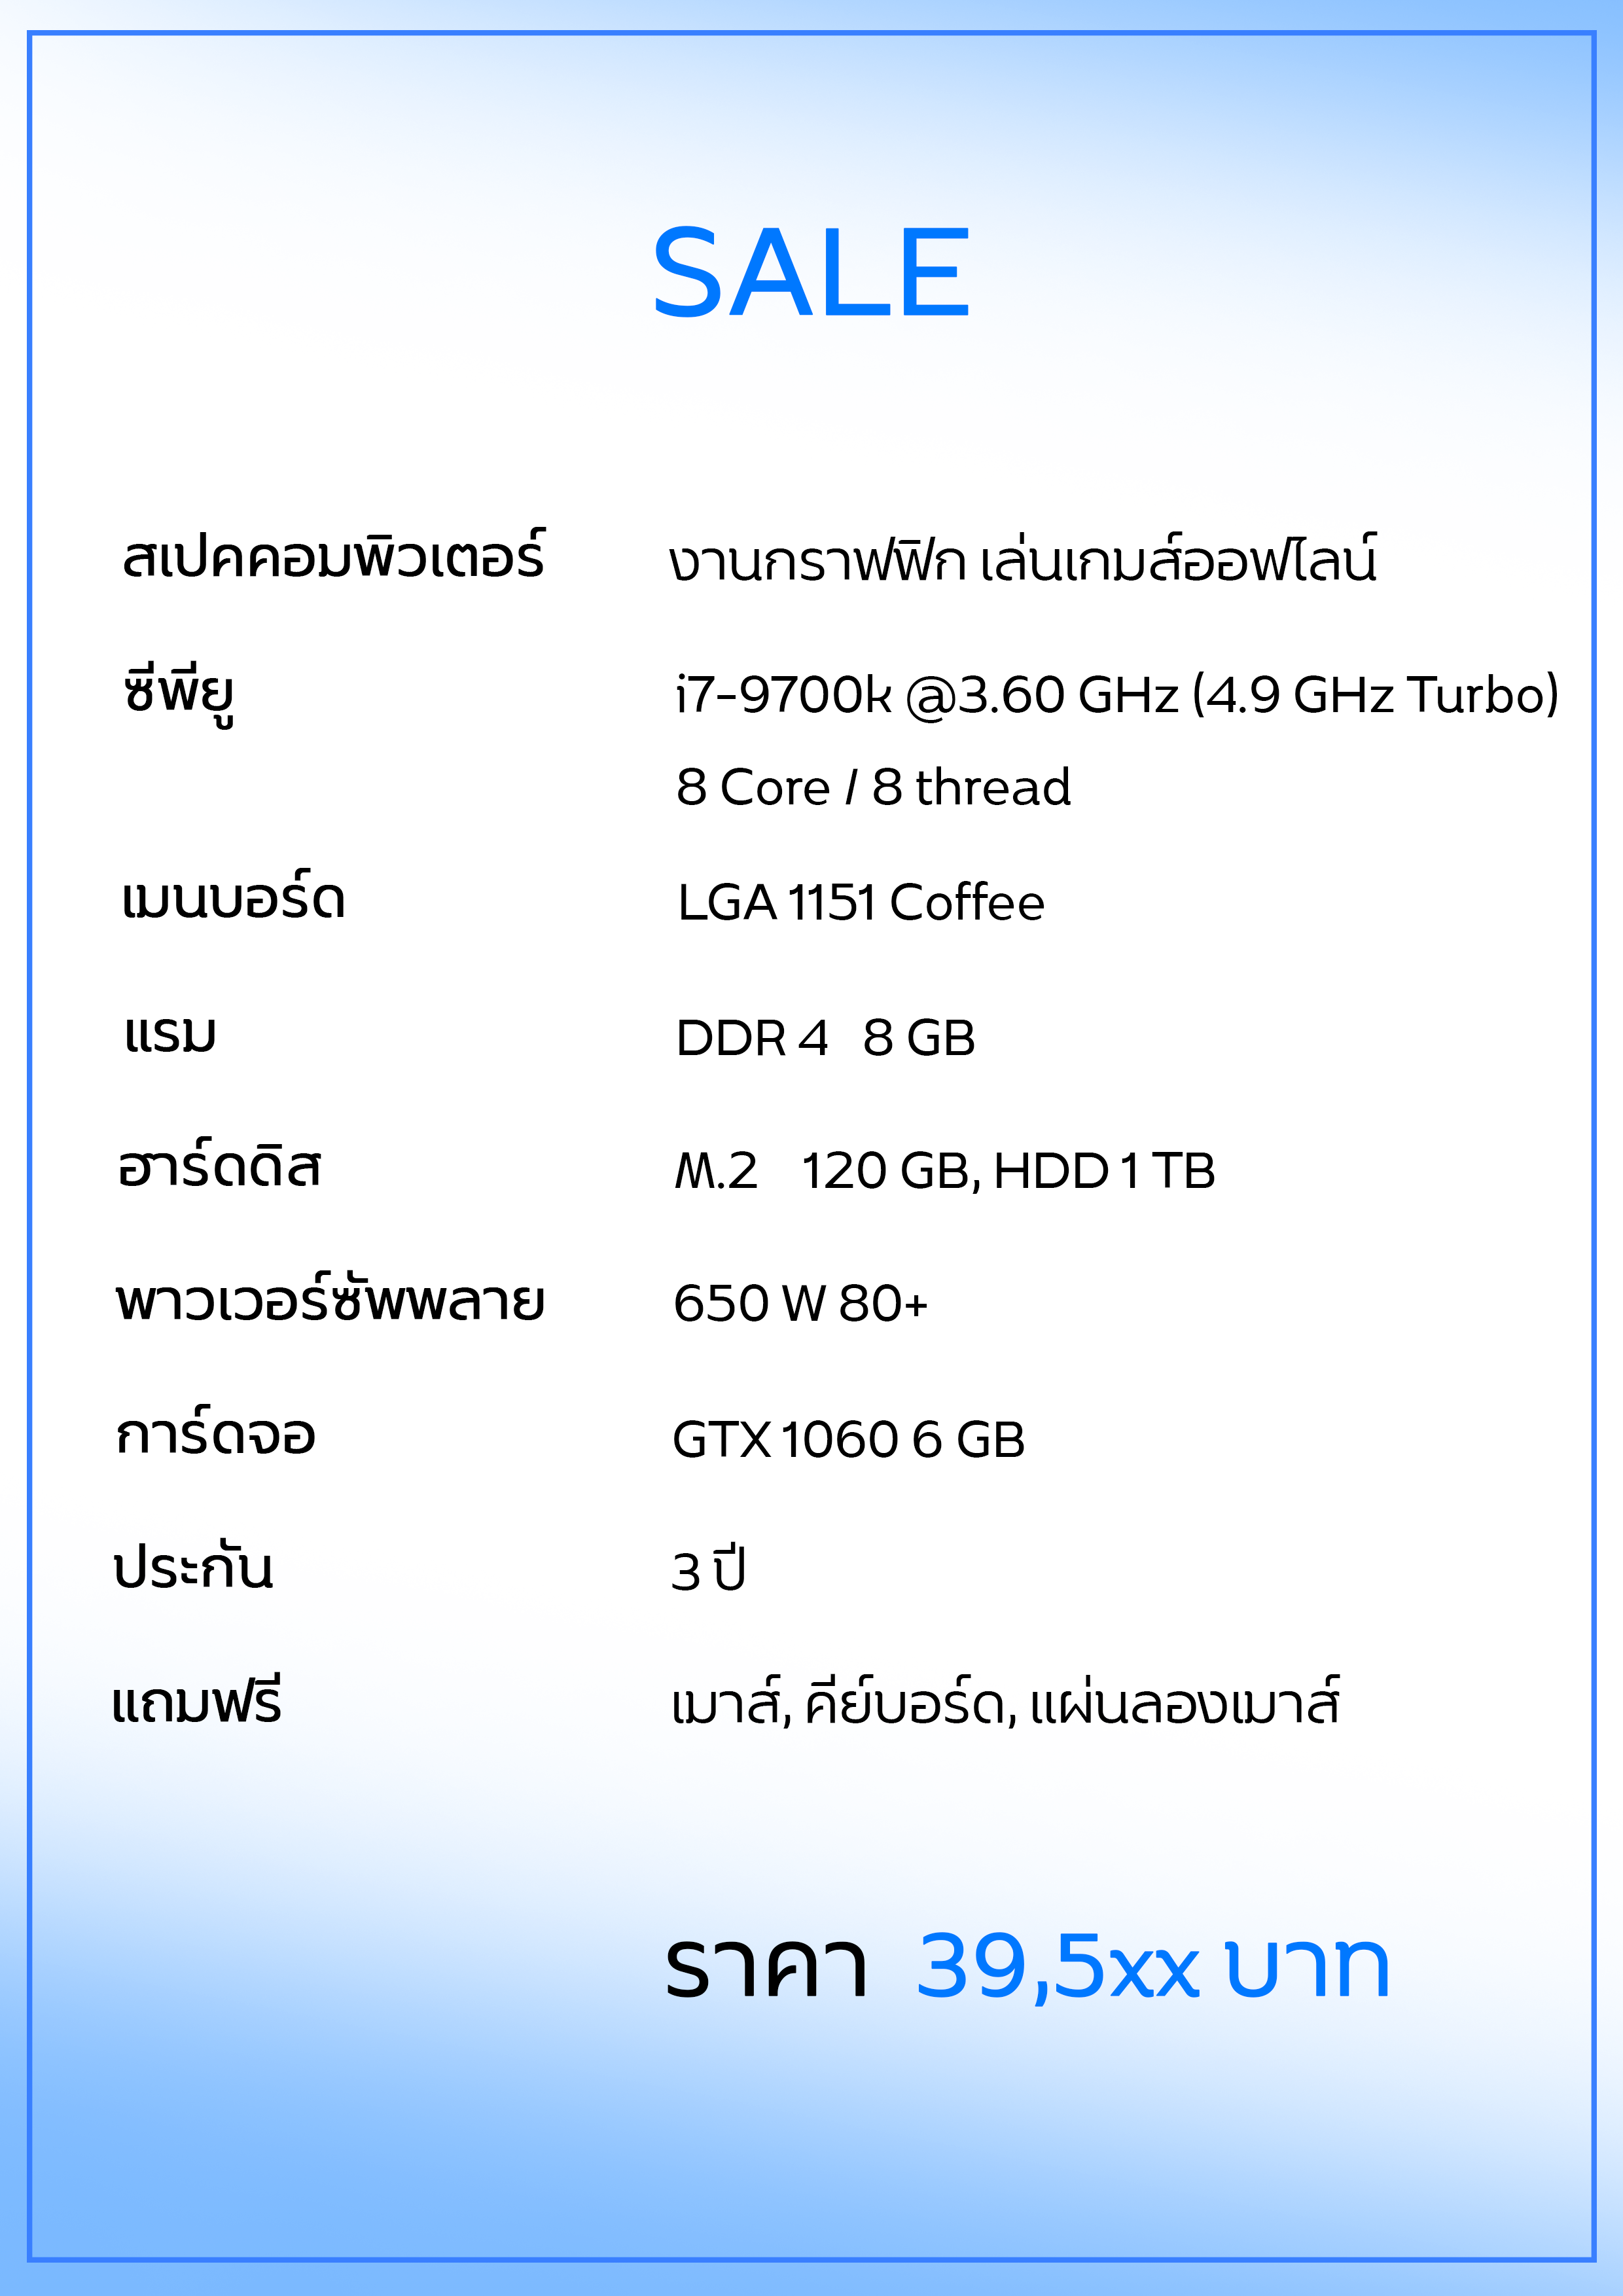 SALE
สเปคคอมพิวเตอร์ งานกราฟฟิก เล่นเกมส์ออฟไลน์
ซีพียู i7-9700k @3.60 GHz (4.9 GHz Turbo)
8 Core / 8 thread
เมนบอร์ด LGA 1151 Coffee
แรม DDR 4 8 GB
ฮาร์ดดิส M.2 120 GB, HDD 1 TB
พาวเวอร์ซัพพลาย 650 W 80+
การ์ดจอ GTX 1060 6 GB
ประกัน 3 ปี
แถมฟรี เมาส์, คีย์บอร์ด, แผ่นลองเมาส์
ราคา 39,5xx บาท